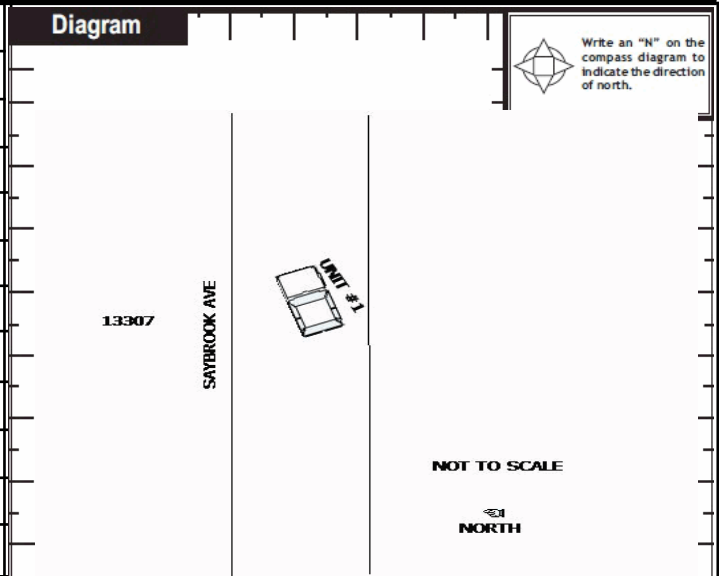 Diagram
Write an “N” on the
compass diagram to
indicate the direction
of north.
UNIT #1
13307
SAYBROOK AVE
NOT TO SCALE
NORTH